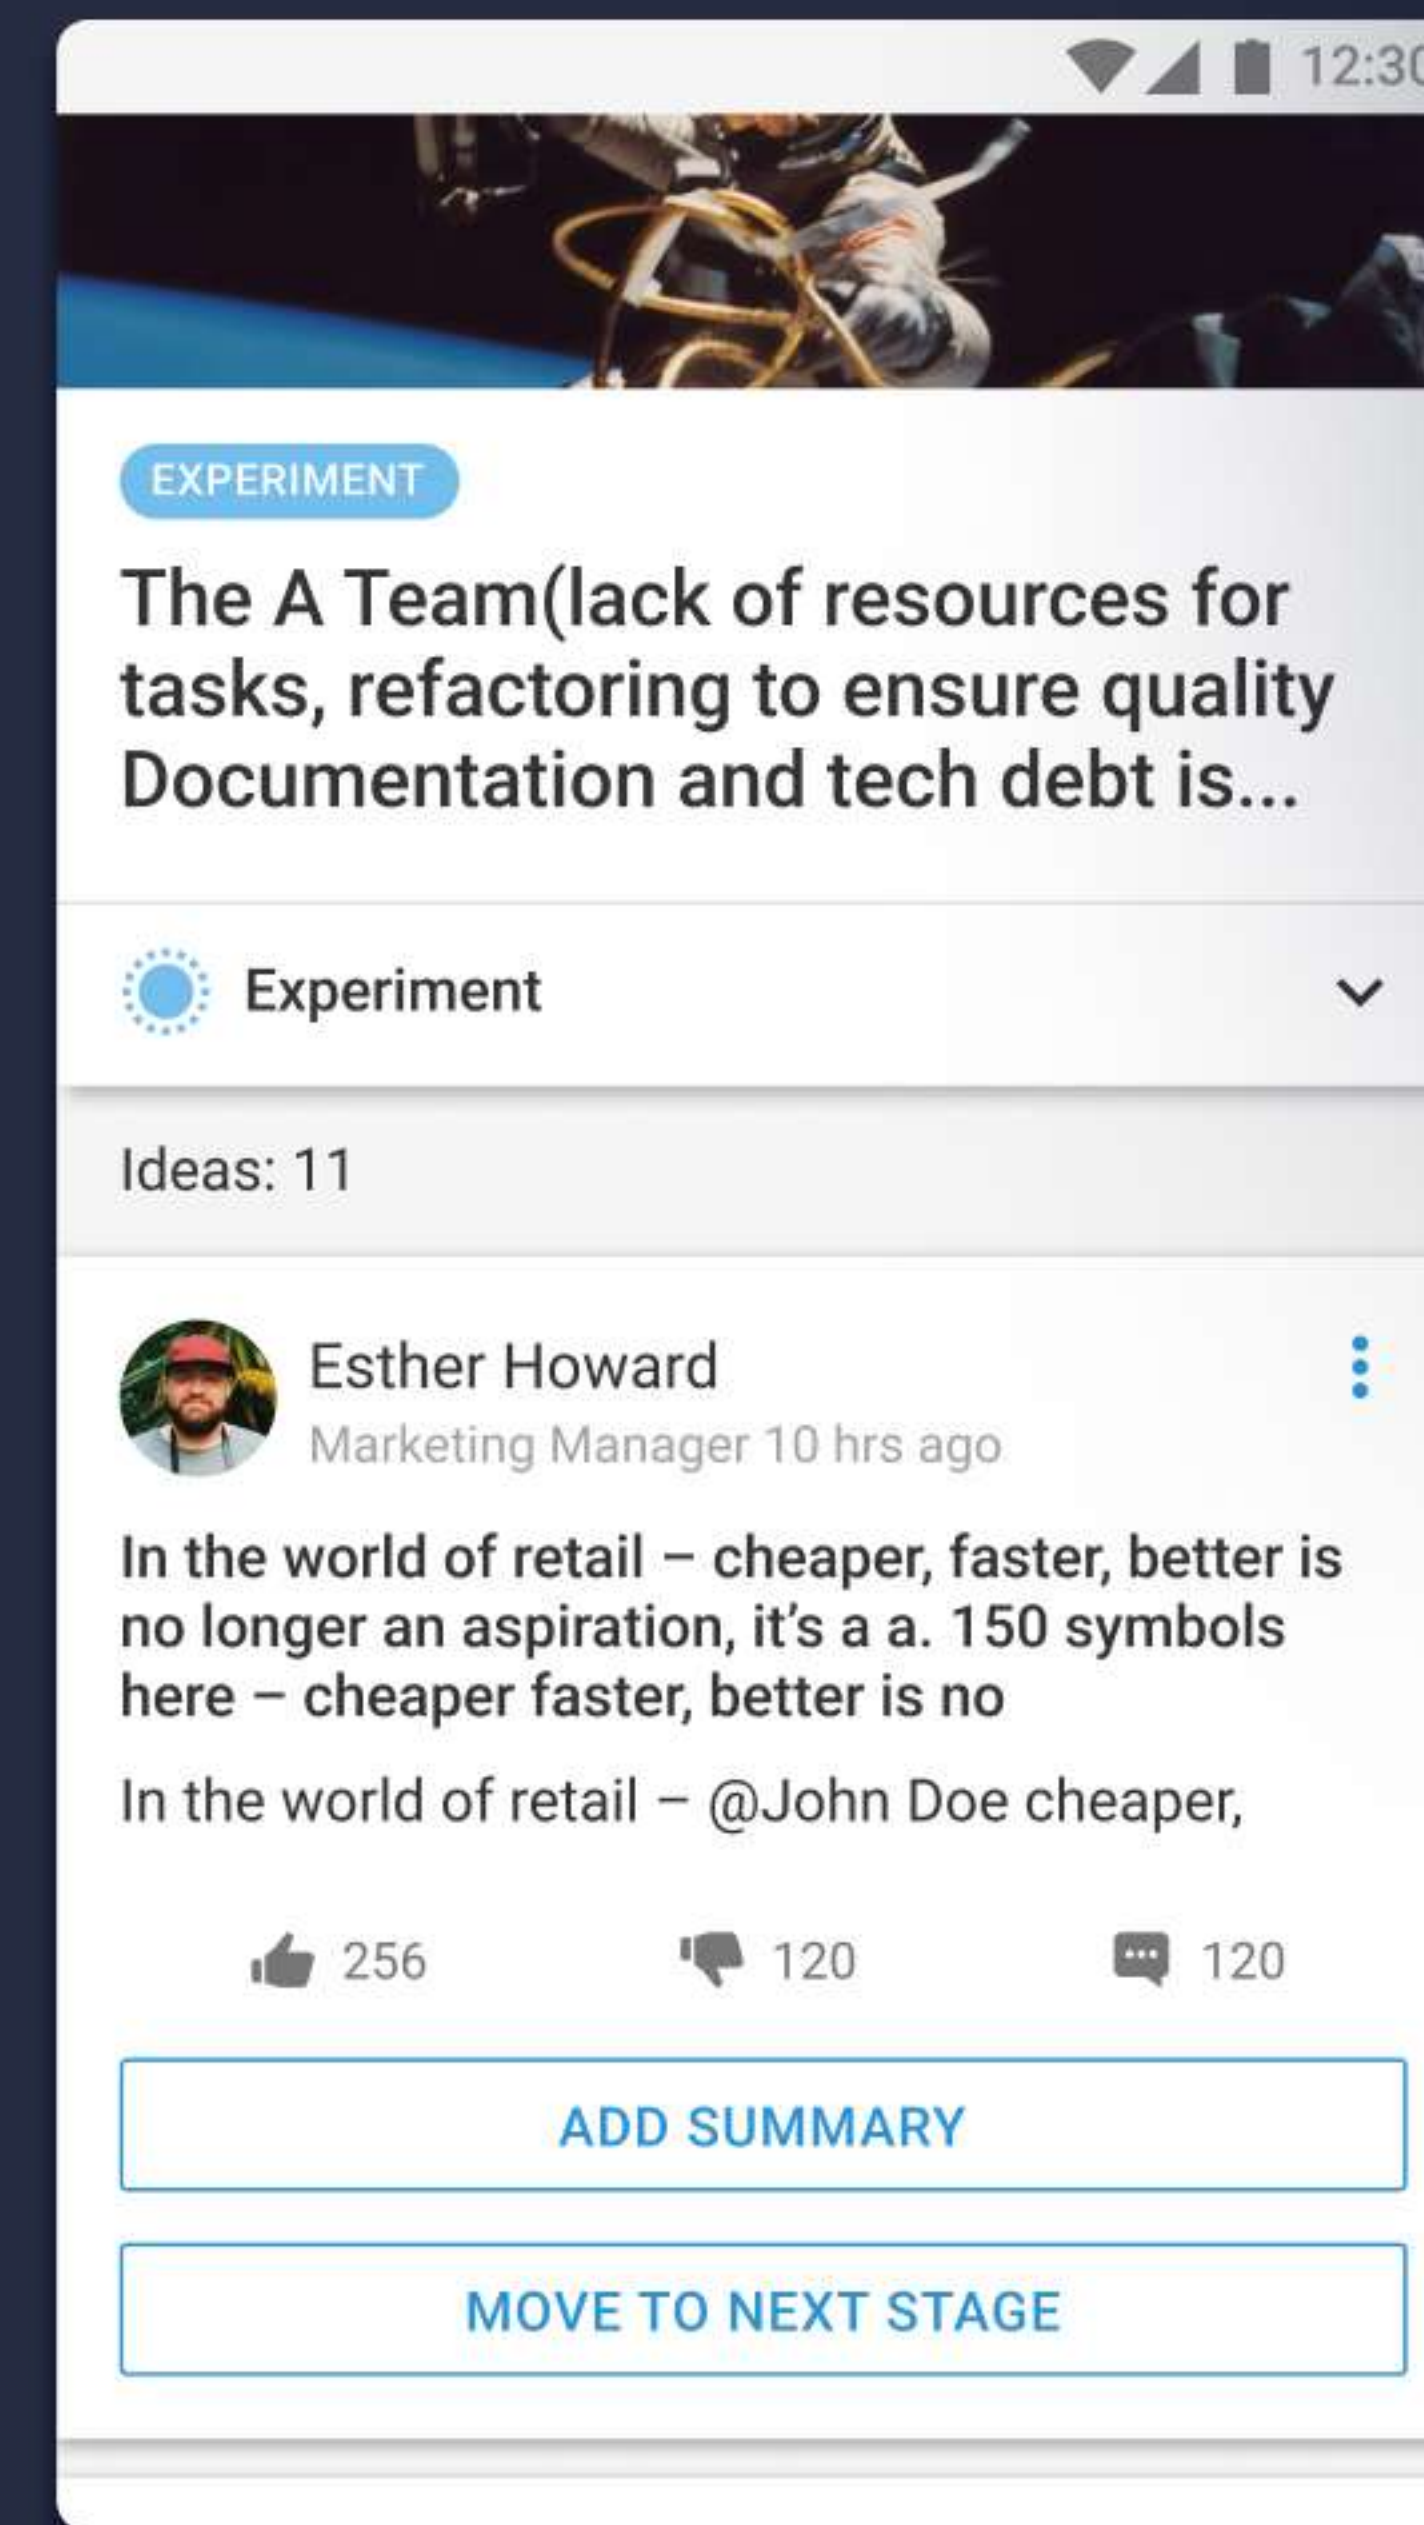 12:30
EXPERIMENT
The A Team(lack of resources for
tasks, refactoring to ensure quality
Documentation and tech debt is...
Experiment
Ideas: 11
Esther Howard
Marketing Manager 10 hrs ago
In the world of retail – cheaper, faster, better is
no longer an aspiration, it’s a a. 150 symbols
here – cheaper faster, better is no
In the world of retail – @John Doe cheaper,
256 120 120
ADD SUMMARY
MOVE TO NEXT STAGE